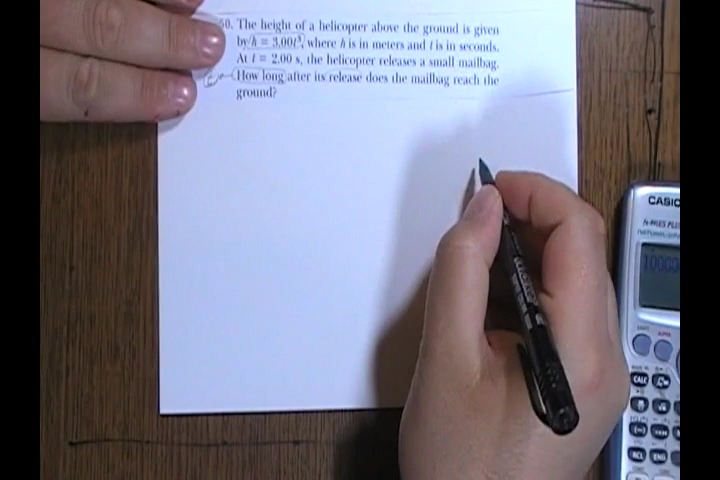 50. The height of a helicopter above the ground is given
by h = 3.00t³, where h is in meters and t is in seconds.
At t = 2.00 s, the helicopter releases a small mailbag.
How long after its release does the mailbag reach the
ground?
CASIO
CALC
ENG